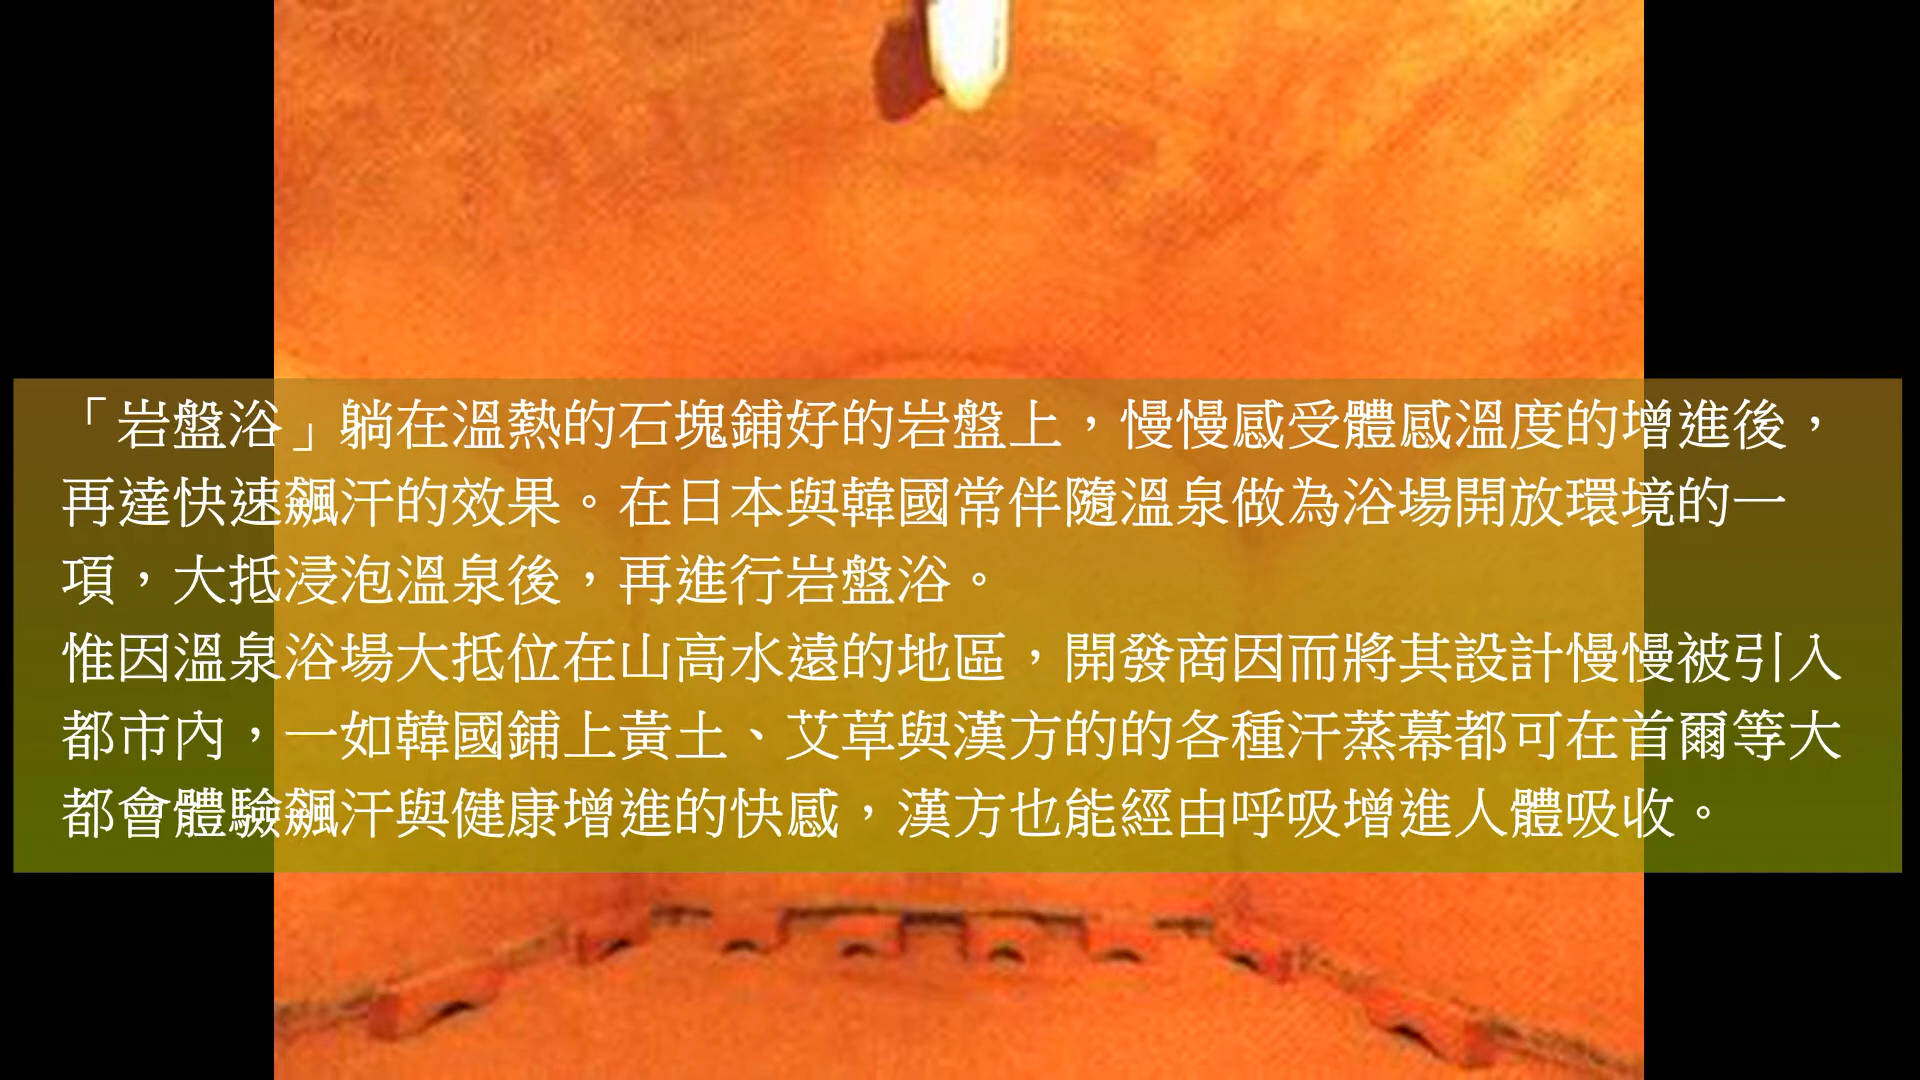 「岩盤浴」躺在溫熱的石塊鋪好的岩盤上，慢慢感受體感溫度的增進後，
再達快速飆汗的效果。在日本與韓國常伴隨溫泉做為浴場開放環境的一
項，大抵浸泡溫泉後，再進行岩盤浴。
惟因溫泉浴場大抵位在山高水遠的地區，開發商因而將其設計慢慢被引入
都市內，一如韓國鋪上黃土、艾草與漢方的的各種汗蒸幕都可在首爾等大
都會體驗飆汗與健康增進的快感，漢方也能經由呼吸增進人體吸收。